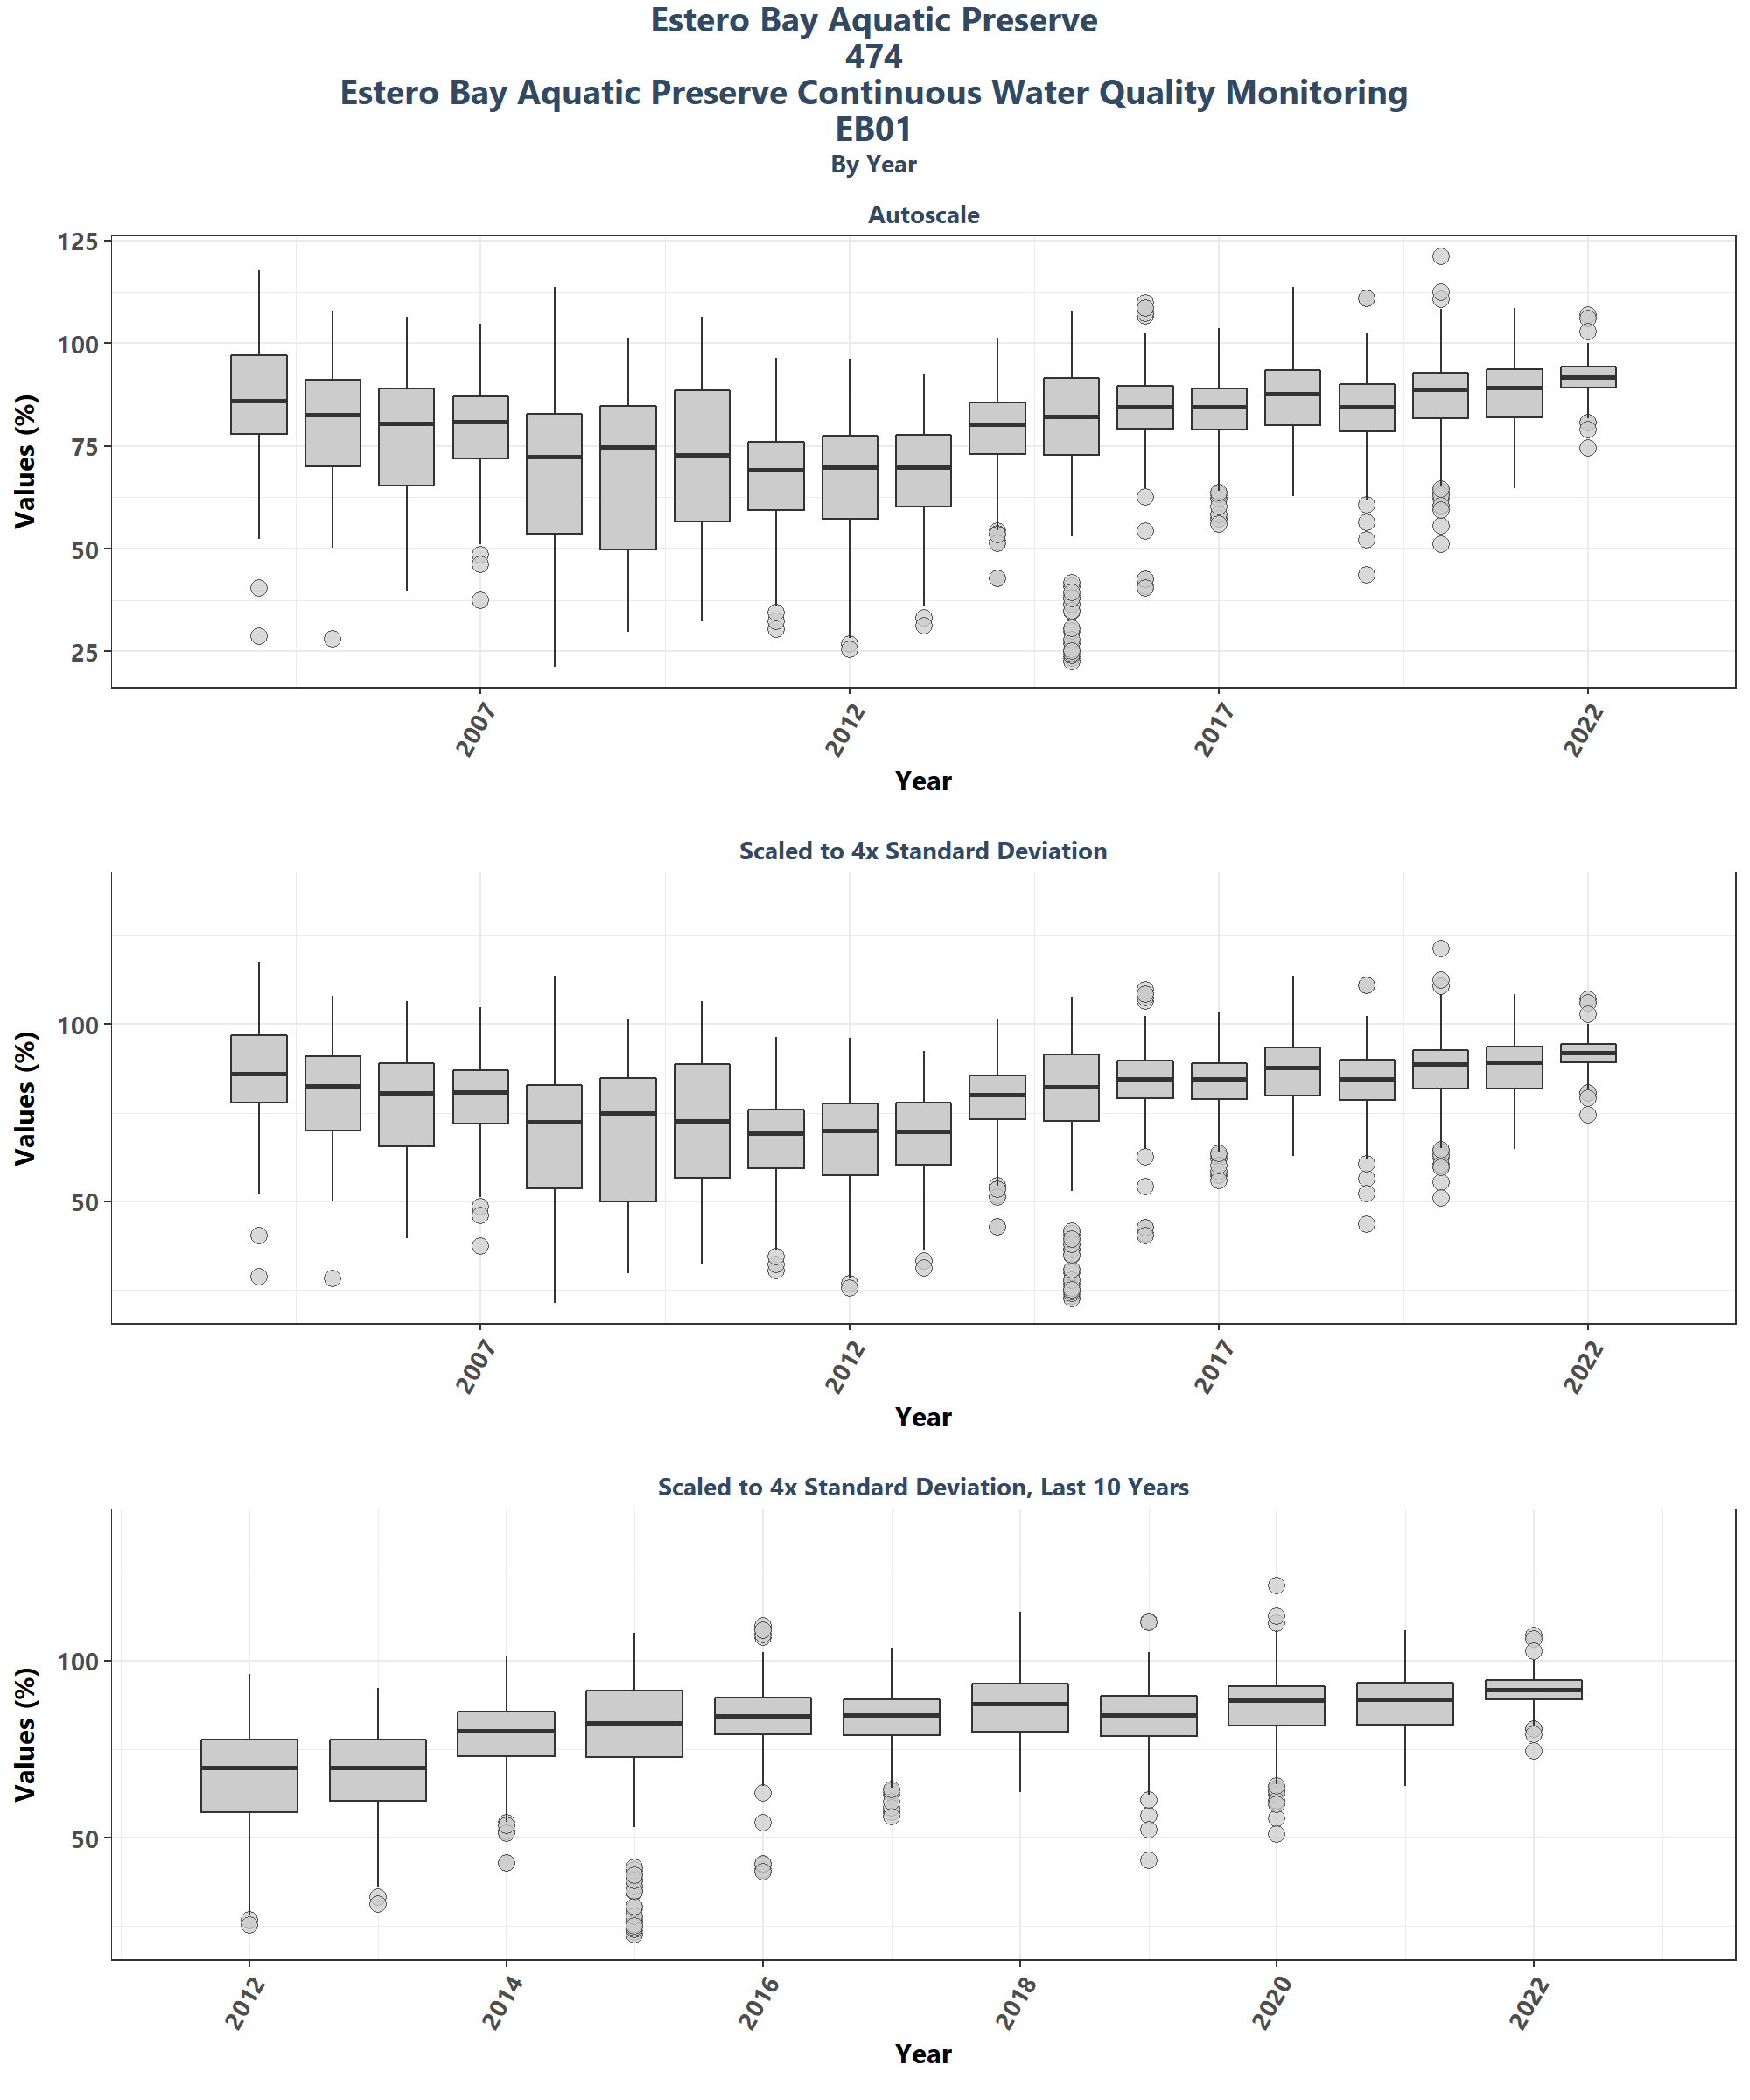 Estero Bay Aquatic Preserve
474
Estero Bay Aquatic Preserve Continuous Water Quality Monitoring
EB01
By Year
Autoscale
Values (%)
125
100
75
50
25
2007 2012 2017 2022
Year
Scaled to 4x Standard Deviation
Values (%)
100
50
2007 2012 2017 2022
Year
Scaled to 4x Standard Deviation, Last 10 Years
Values (%)
100
50
2012 2014 2016 2018 2020 2022
Year